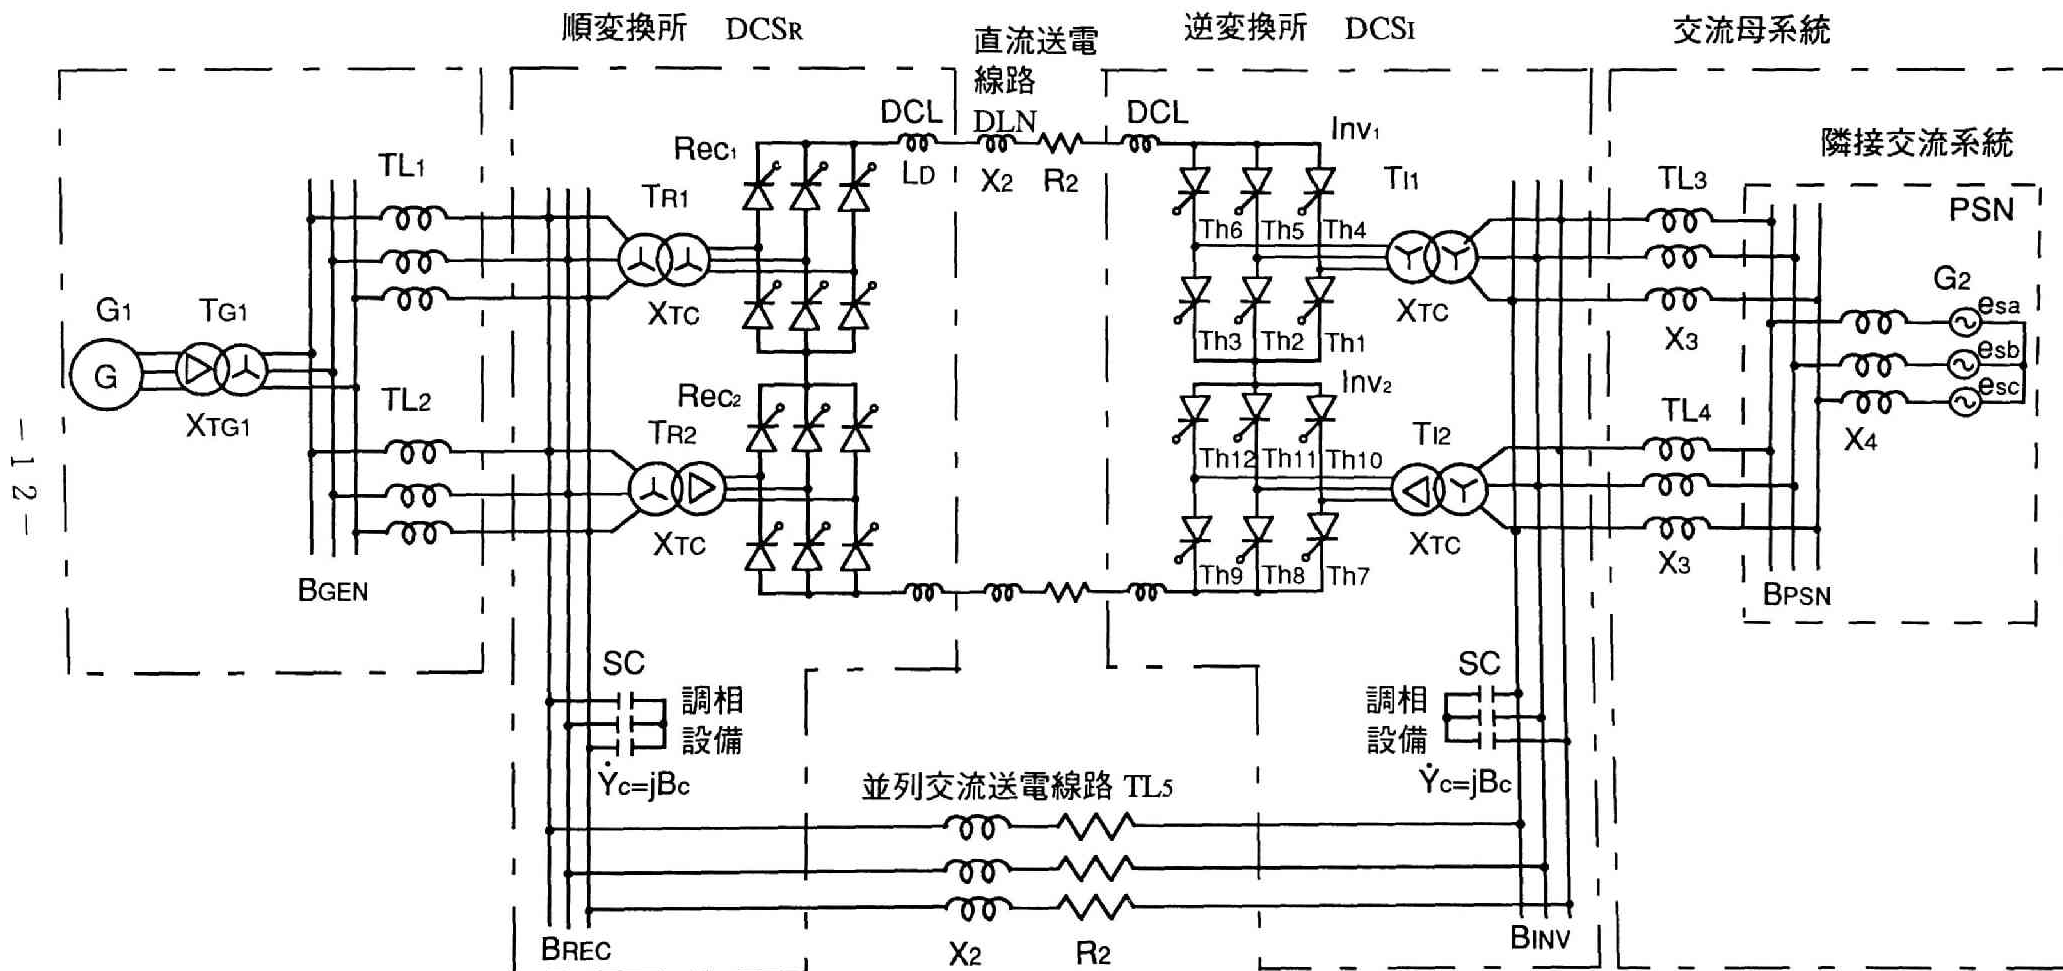 順変換所 DCSR
直流送電
線路
DLN
逆変換所 DCSI
交流母系統
隣接交流系統
PSN
G1
G
TG1
XTG1
TL1
TL2
BGEN
TR1
XTC
Rec1
DCL
LD
X2
R2
DCL
Inv1
Th6 Th5 Th4
Th3 Th2 Th1
TI1
XTC
TL3
X3
G2
esa
esb
esc
X4
Rec2
TR2
XTC
Inv2
Th12 Th11 Th10
Th9 Th8 Th7
TI2
XTC
TL4
X3
BPSN
SC
調相
設備
Ẏc=jBc
SC
調相
設備
Ẏc=jBc
並列交流送電線路 TL5
X2
R2
BREC
BINV
-12-